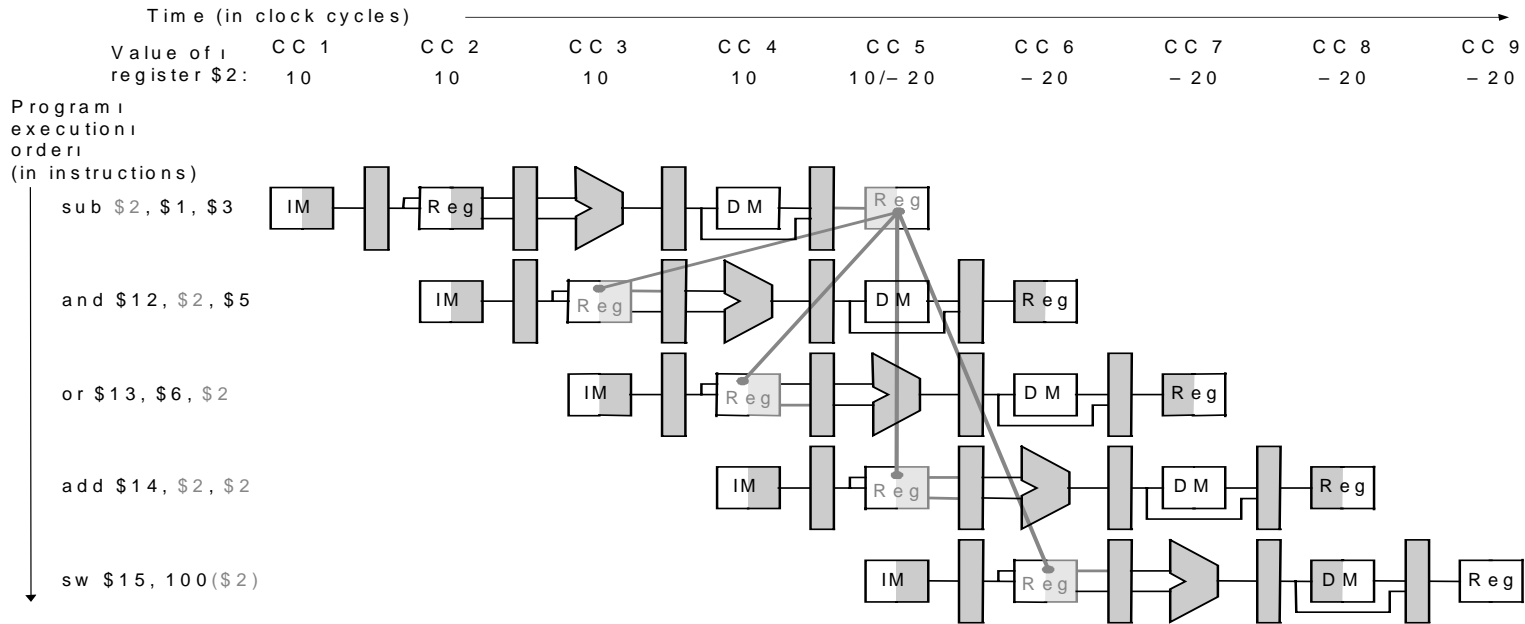 Time (in clock cycles)
CC 1 CC 2 CC 3 CC 4 CC 5 CC 6 CC 7 CC 8 CC 9
Value of ı
register $2: 10 10 10 10 10/– 20 – 20 – 20 – 20 – 20
Program ı
execution ı
order ı
(in instructions)
sub $2, $1, $3 IM Reg DM Reg
and $12, $2, $5 IM Reg DM Reg
or $13, $6, $2 IM Reg DM Reg
add $14, $2, $2 IM Reg DM Reg
sw $15, 100($2) IM Reg DM Reg